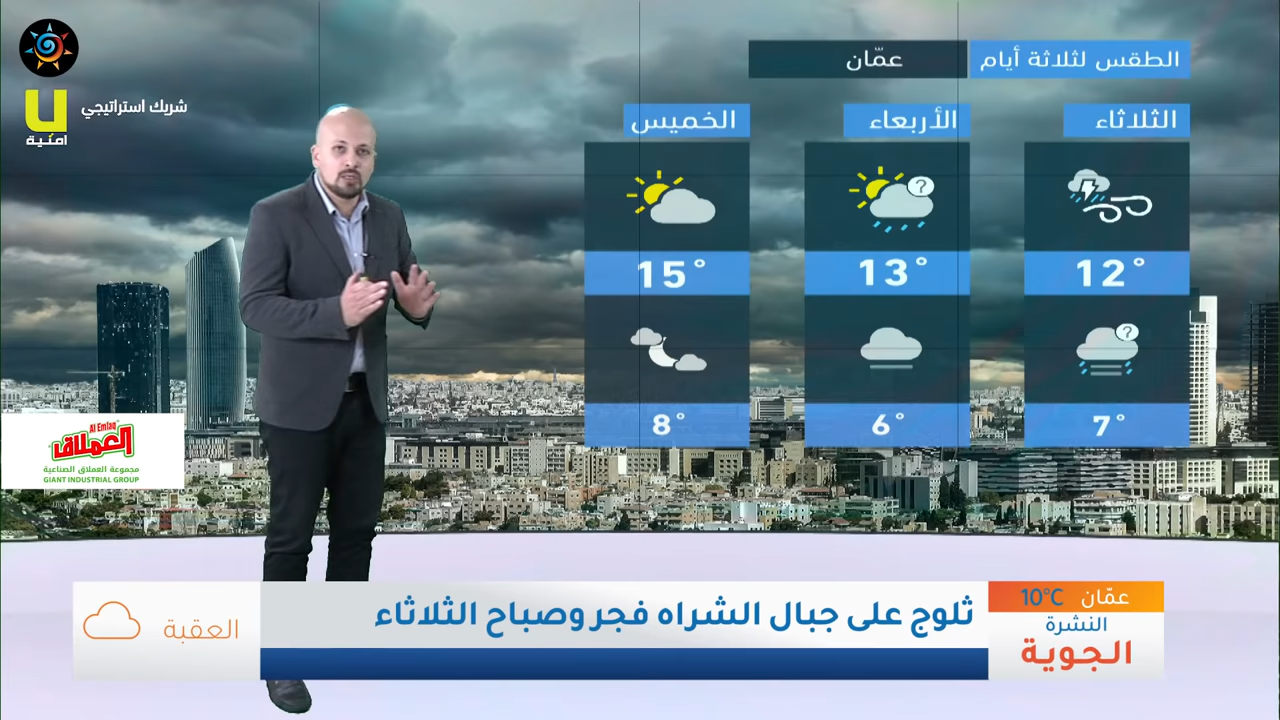 شريك استراتيجي
امنية
الطقس لثلاثة أيام
عمّان
الثلاثاء
الأربعاء
الخميس
12°
13°
15°
7°
6°
8°
Al Emlaq
العملاق
مجموعة العملاق الصناعية
GIANT INDUSTRIAL GROUP
عمّان 10°C
النشرة
الجوية
ثلوج على جبال الشراه فجر وصباح الثلاثاء
العقبة